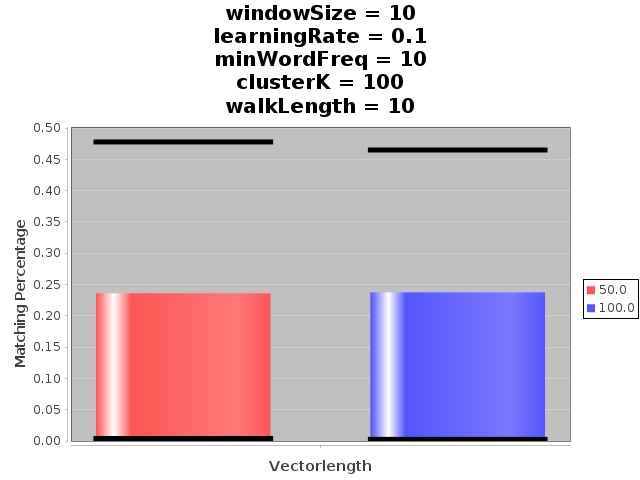 windowSize = 10
learningRate = 0.1
minWordFreq = 10
clusterK = 100
walkLength = 10
0.50
0.45
0.40
0.35
0.30
0.25
0.20
0.15
0.10
0.05
0.00
Matching Percentage
Vectorlength
50.0
100.0